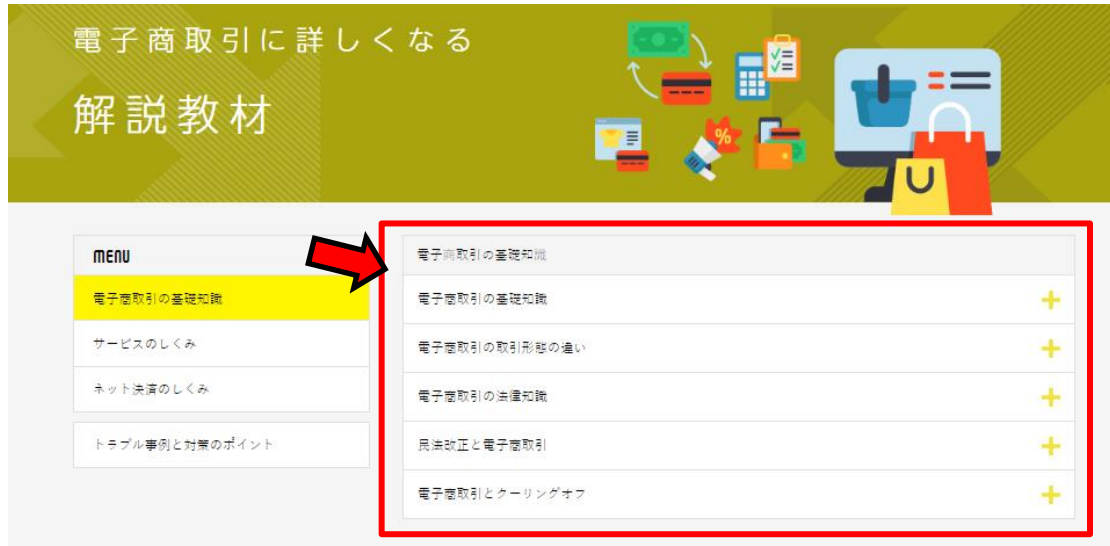 電子商取引に詳しくなる
解説教材
%
MENU
電子商取引の基礎知識
サービスのしくみ
ネット決済のしくみ
トラブル事例と対策のポイント
電子商取引の基礎知識
電子商取引の基礎知識
電子商取引の取引形態の違い
電子商取引の法律知識
民法改正と電子商取引
電子商取引とクーリングオフ